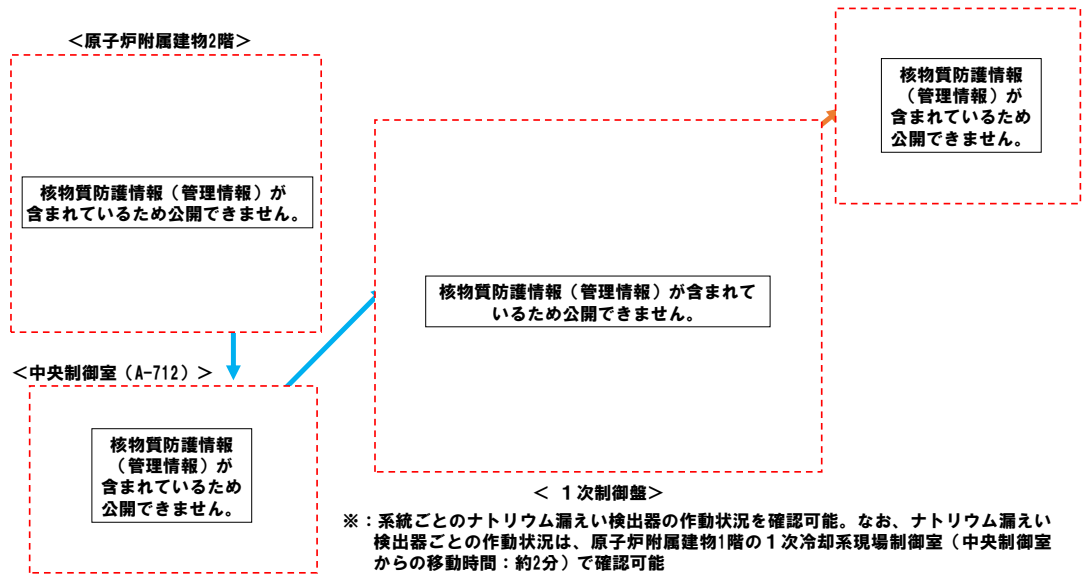 ＜原子炉附属建物2階＞
核物質防護情報（管理情報）が
含まれているため公開できません。
＜中央制御室（A-712）＞
核物質防護情報
（管理情報）が
含まれているため
公開できません。
核物質防護情報（管理情報）が含まれて
いるため公開できません。
＜ １次制御盤＞
核物質防護情報
（管理情報）が
含まれているため
公開できません。
※：系統ごとのナトリウム漏えい検出器の作動状況を確認可能。なお、ナトリウム漏えい
検出器ごとの作動状況は、原子炉附属建物1階の１次冷却系現場制御室（中央制御室
からの移動時間：約2分）で確認可能